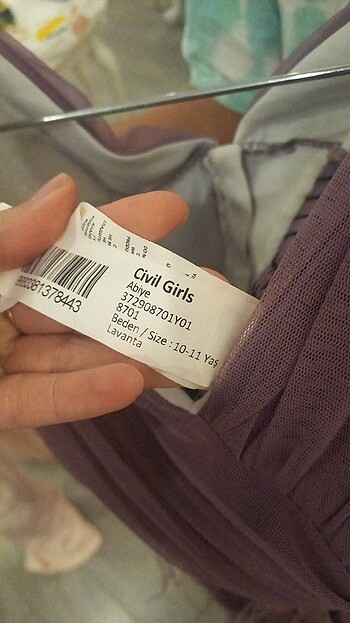 Civil Girls
Abiye
372908701Y01
8701
Beden / Size : 10-11 Yaş
Lavanta